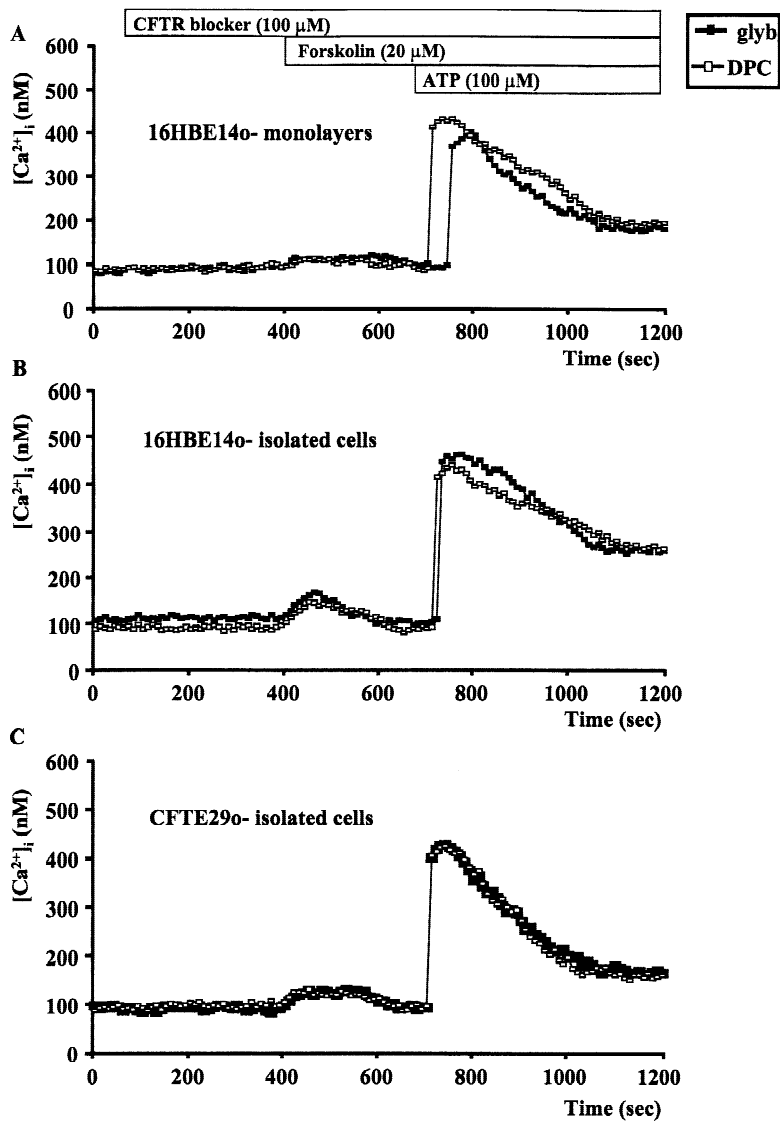 A
CFTR blocker (100 µM)
Forskolin (20 µM)
ATP (100 µM)
glyb
DPC
600
500
400
300
200
100
0
[Ca2+]i (nM)
16HBE14o- monolayers
0 200 400 600 800 1000 1200
Time (sec)
B
600
500
400
300
200
100
0
[Ca2+]i (nM)
16HBE14o- isolated cells
0 200 400 600 800 1000 1200
Time (sec)
C
600
500
400
300
200
100
0
[Ca2+]i (nM)
CFTE29o- isolated cells
0 200 400 600 800 1000 1200
Time (sec)